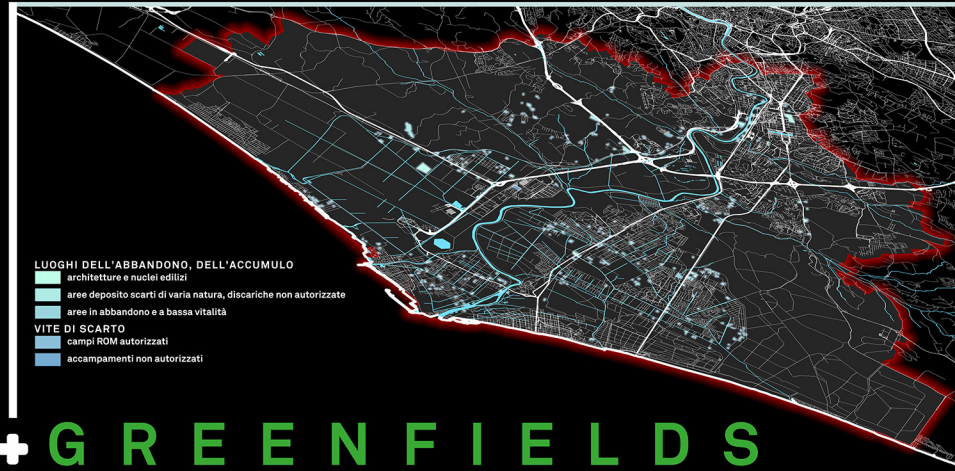 LUOGHI DELL'ABBANDONO, DELL'ACCUMULO
architetture e nuclei edilizi
aree deposito scarti di varia natura, discariche non autorizzate
aree in abbandono e a bassa vitalità
VITE DI SCARTO
campi ROM autorizzati
accampamenti non autorizzati
+GREENFIELDS